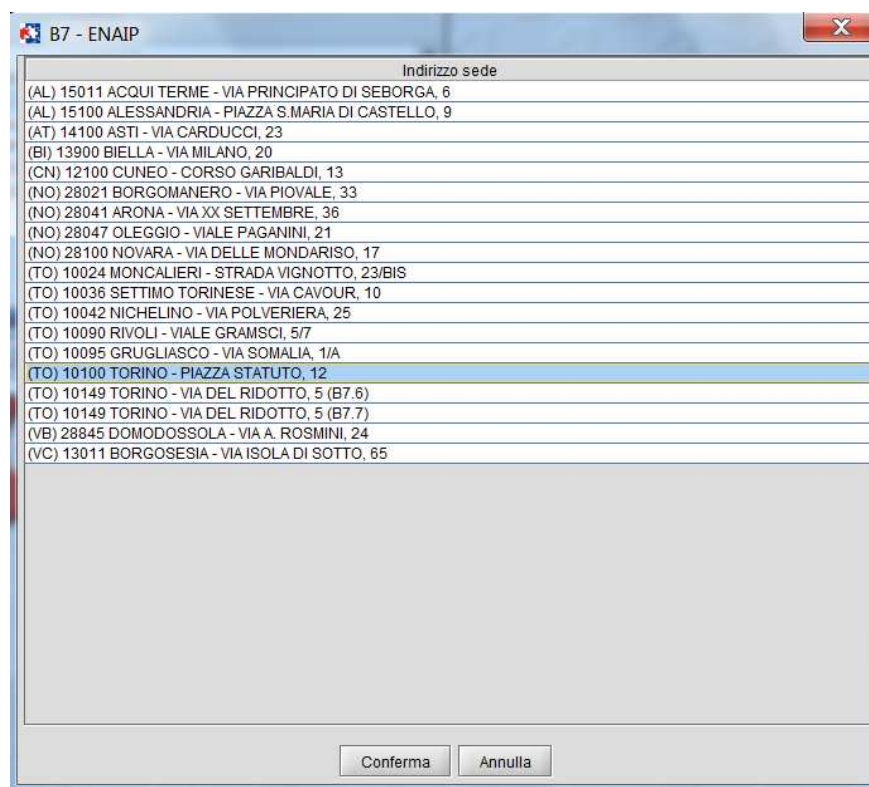 B7 - ENAIP
Indirizzo sede
(AL) 15011 ACQUI TERME - VIA PRINCIPATO DI SEBORGA, 6
(AL) 15100 ALESSANDRIA - PIAZZA S.MARIA DI CASTELLO, 9
(AT) 14100 ASTI - VIA CARDUCCI, 23
(BI) 13900 BIELLA - VIA MILANO, 20
(CN) 12100 CUNEO - CORSO GARIBALDI, 13
(NO) 28021 BORGOMANERO - VIA PIOVALE, 33
(NO) 28041 ARONA - VIA XX SETTEMBRE, 36
(NO) 28047 OLEGGIO - VIALE PAGANINI, 21
(NO) 28100 NOVARA - VIA DELLE MONDARISO, 17
(TO) 10024 MONCALIERI - STRADA VIGNOTTO, 23/BIS
(TO) 10036 SETTIMO TORINESE - VIA CAVOUR, 10
(TO) 10042 NICHELINO - VIA POLVERIERA, 25
(TO) 10090 RIVOLI - VIALE GRAMSCI, 5/7
(TO) 10095 GRUGLIASCO - VIA SOMALIA, 1/A
(TO) 10100 TORINO - PIAZZA STATUTO, 12
(TO) 10149 TORINO - VIA DEL RIDOTTO, 5 (B7.6)
(TO) 10149 TORINO - VIA DEL RIDOTTO, 5 (B7.7)
(VB) 28845 DOMODOSSOLA - VIA A. ROSMINI, 24
(VC) 13011 BORGOSESIA - VIA ISOLA DI SOTTO, 65
Conferma Annulla